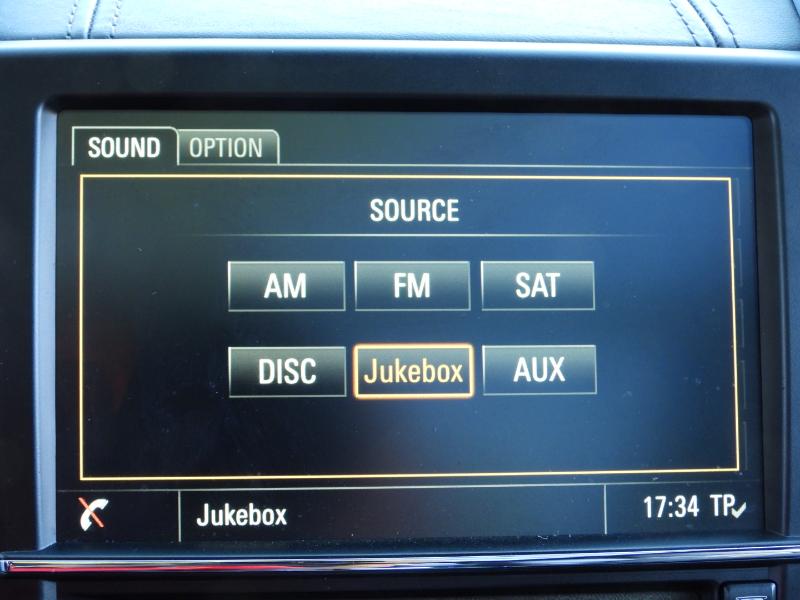 SOUND OPTION
SOURCE
AM FM SAT
DISC Jukebox AUX
Jukebox 17:34 TP